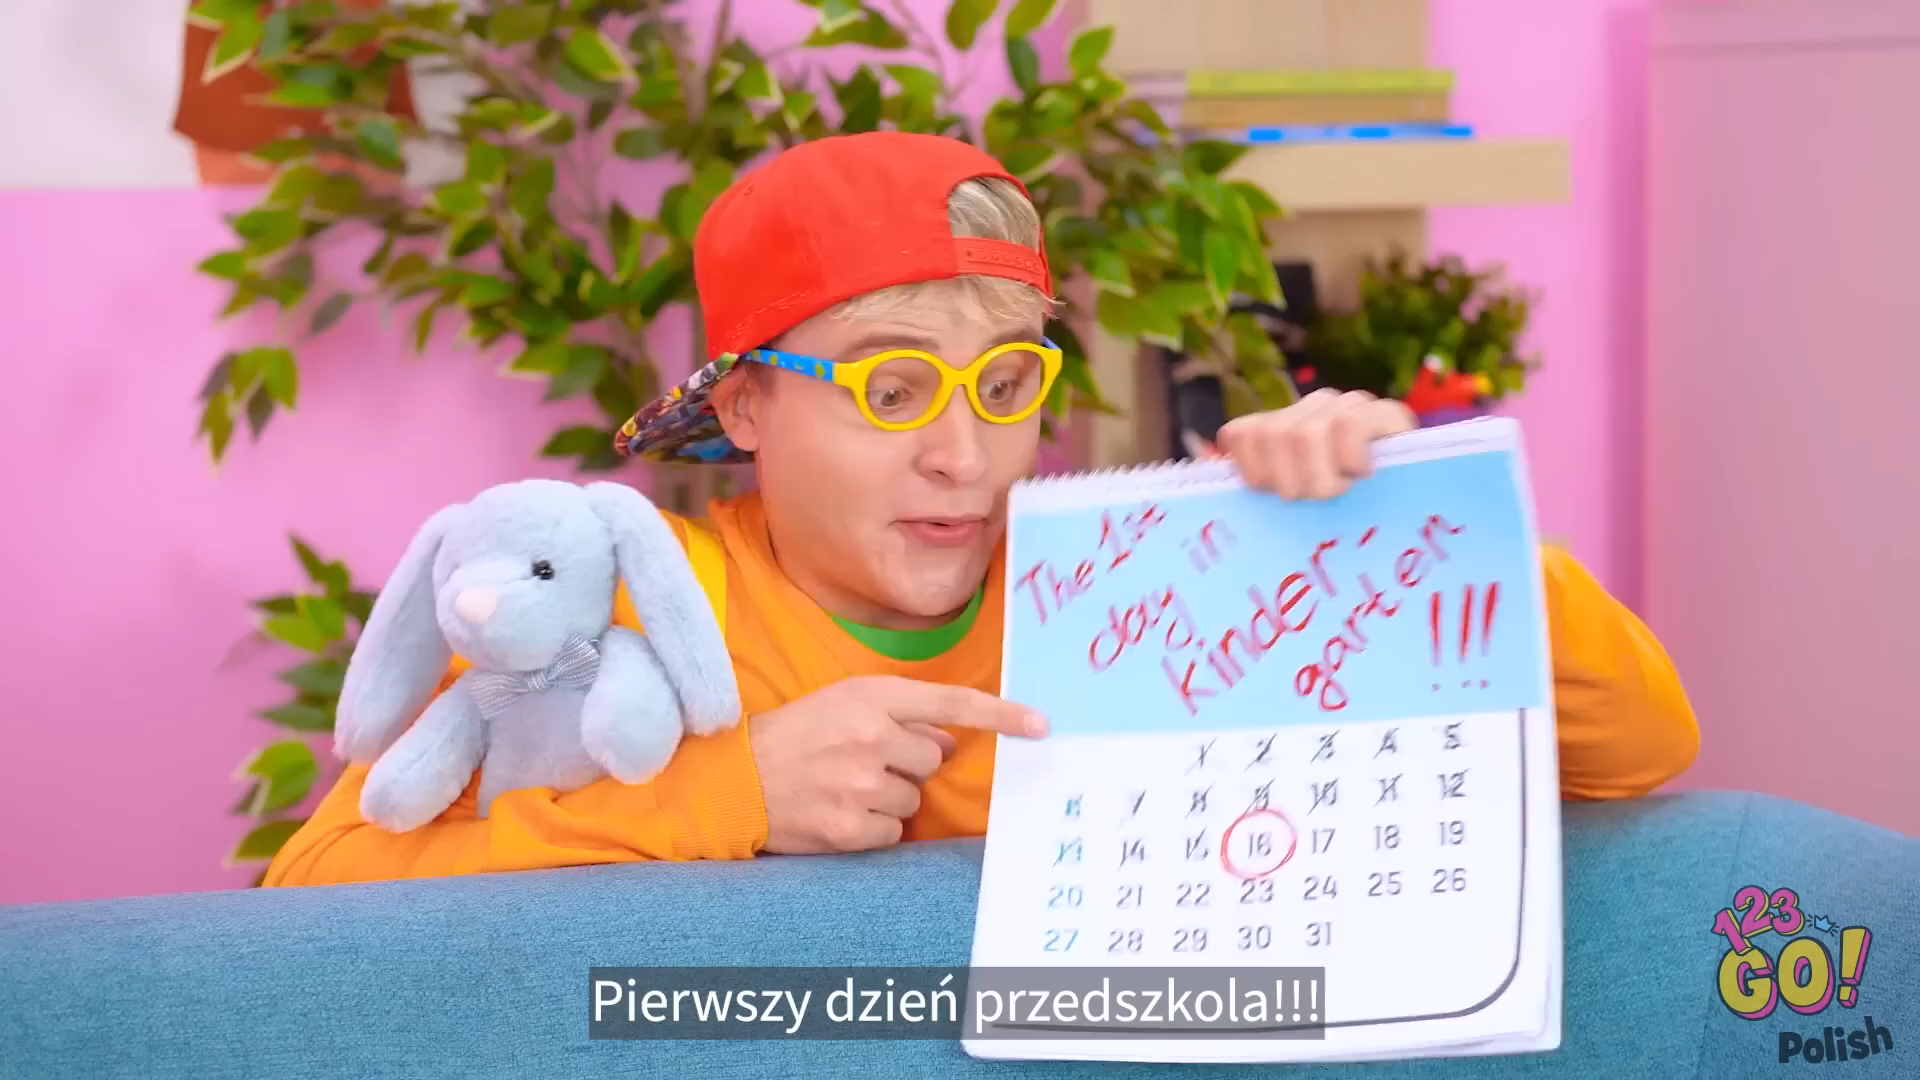 The 1st
day in
kinder-
garten
!!!
1 2 3 4 5
6 7 8 9 10 11 12
13 14 15 16 17 18 19
20 21 22 23 24 25 26
27 28 29 30 31
Pierwszy dzień przedszkola!!!
123
GO!
Polish